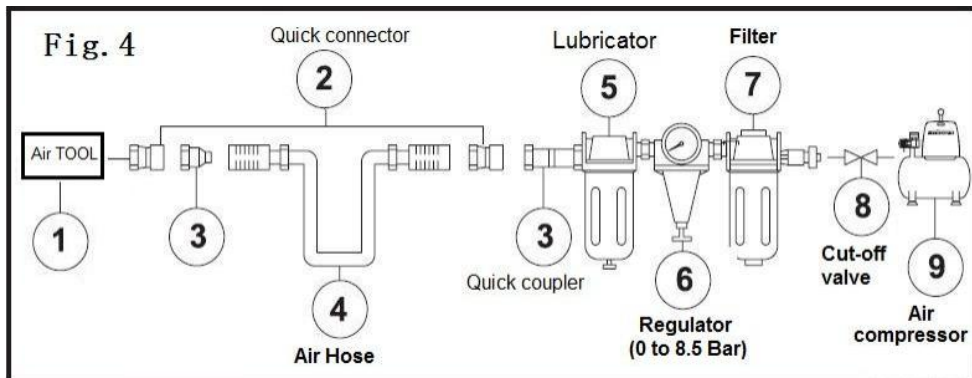 Fig. 4
Quick connector
2
Lubricator
5
Filter
7
Air TOOL
1
3
4
Air Hose
3
Quick coupler
6
Regulator
(0 to 8.5 Bar)
8
Cut-off
valve
9
Air
compressor